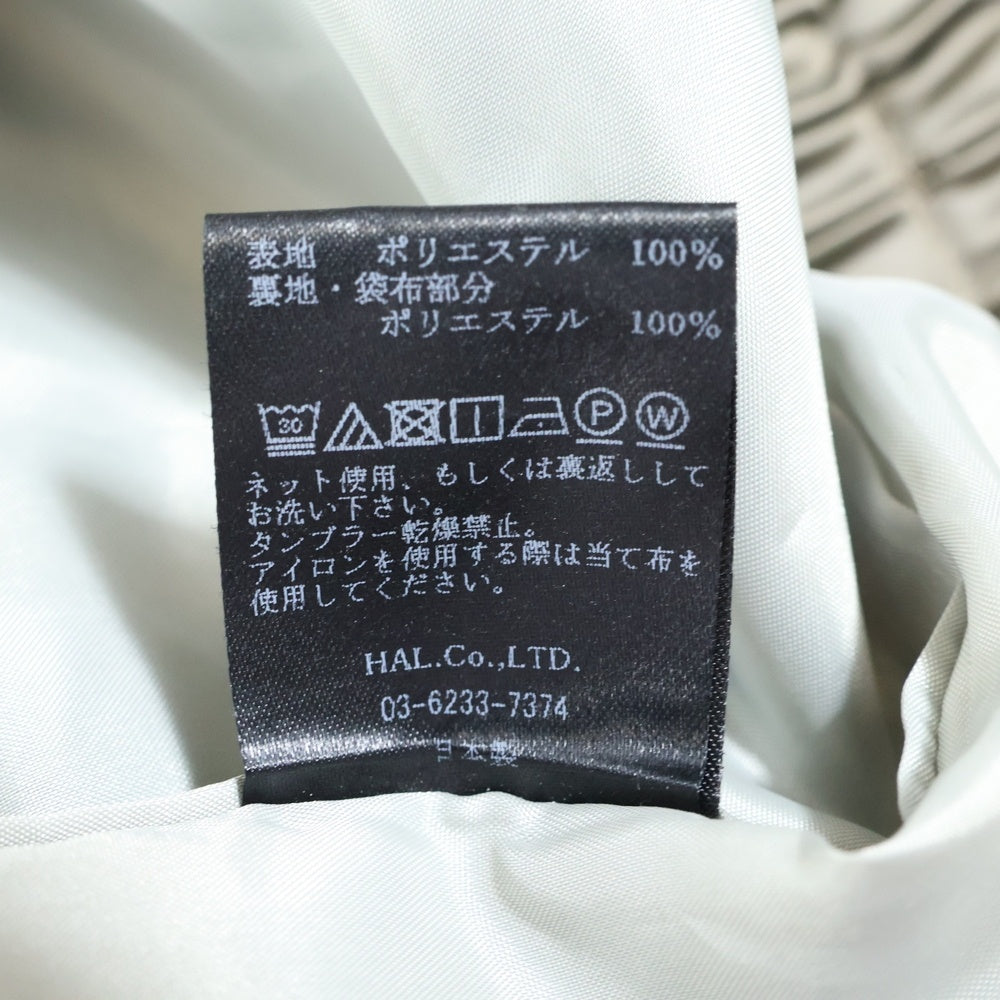 表地 ポリエステル 100%
裏地・袋布部分
ポリエステル 100%
30 P W
ネット使用、もしくは裏返しして
お洗い下さい。
タンブラー乾燥禁止。
アイロンを使用する際は当て布を
使用してください。
HAL.Co.,LTD.
03-6233-7374
日本製